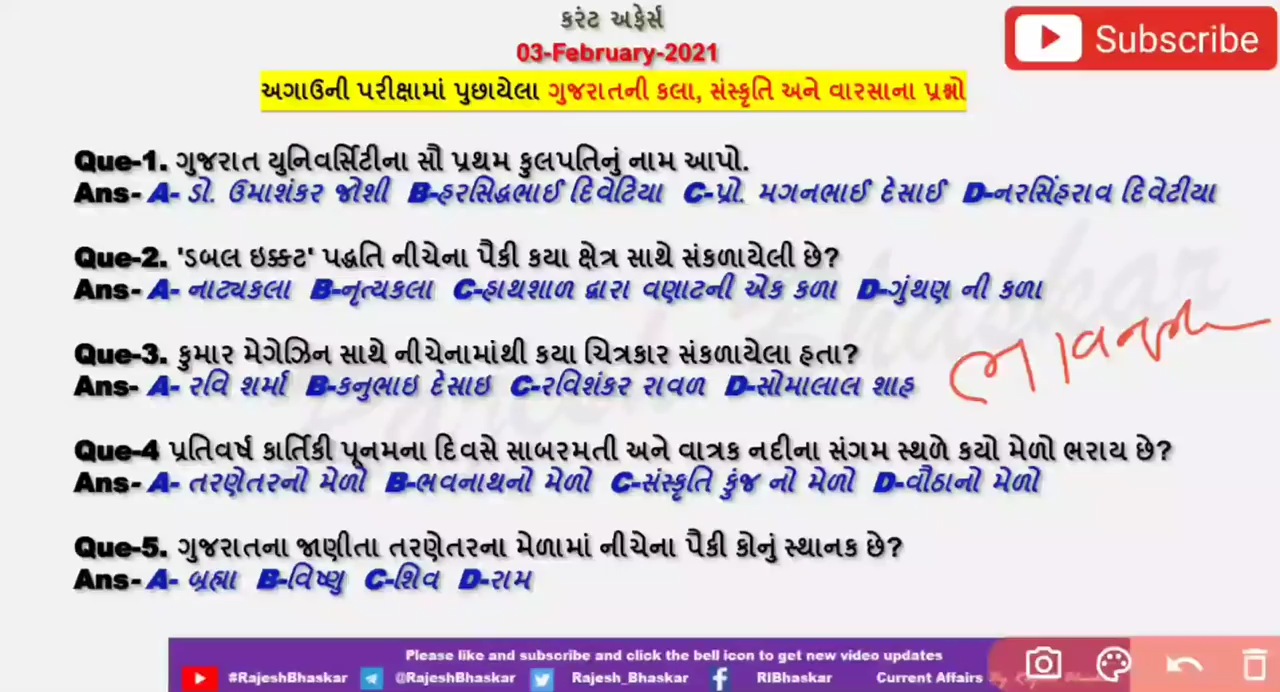 કરંટ અફેર્સ
Subscribe
03-February-2021
અગાઉની પરીક્ષામાં પુછાયેલા ગુજરાતની કલા, સંસ્કૃતિ અને વારસાના પ્રશ્નો
Que-1. ગુજરાત યુનિવર્સિટીના સૌ પ્રથમ કુલપતિનું નામ આપો.
Ans- A- ડો. ઉમાશંકર જોશી B-હરસિદ્ધભાઈ દિવેટિયા C-પ્રો. મગનભાઈ દેસાઈ D-નરસિંહરાવ દિવેટીયા
Que-2. 'ડબલ ઇક્કટ' પદ્ધતિ નીચેના પૈકી કયા ક્ષેત્ર સાથે સંકળાયેલી છે?
Ans- A- નાટ્યકલા B-નૃત્યકલા C-હાથશાળ દ્વારા વણાટની એક કળા D-ગુંથણ ની કળા
Que-3. કુમાર મેગેઝિન સાથે નીચેનામાંથી કયા ચિત્રકાર સંકળાયેલા હતા?
Ans- A- રવિ શર્મા B-કનુભાઇ દેસાઇ C-રવિશંકર રાવળ D-સોમાલાલ શાહ
Que-4 પ્રતિવર્ષ કાર્તિકી પૂનમના દિવસે સાબરમતી અને વાત્રક નદીના સંગમ સ્થળે કયો મેળો ભરાય છે?
Ans- A- તરણેતરનો મેળો B-ભવનાથનો મેળો C-સંસ્કૃતિ કુંજ નો મેળો D-વૌઠાનો મેળો
Que-5. ગુજરાતના જાણીતા તરણેતરના મેળામાં નીચેના પૈકી કોનું સ્થાનક છે?
Ans- A- બ્રહ્મા B-વિષ્ણુ C-શિવ D-રામ
Please like and subscribe and click the bell icon to get new video updates
#RajeshBhaskar @RajeshBhaskar Rajesh_Bhaskar RIBhaskar Current Affairs By